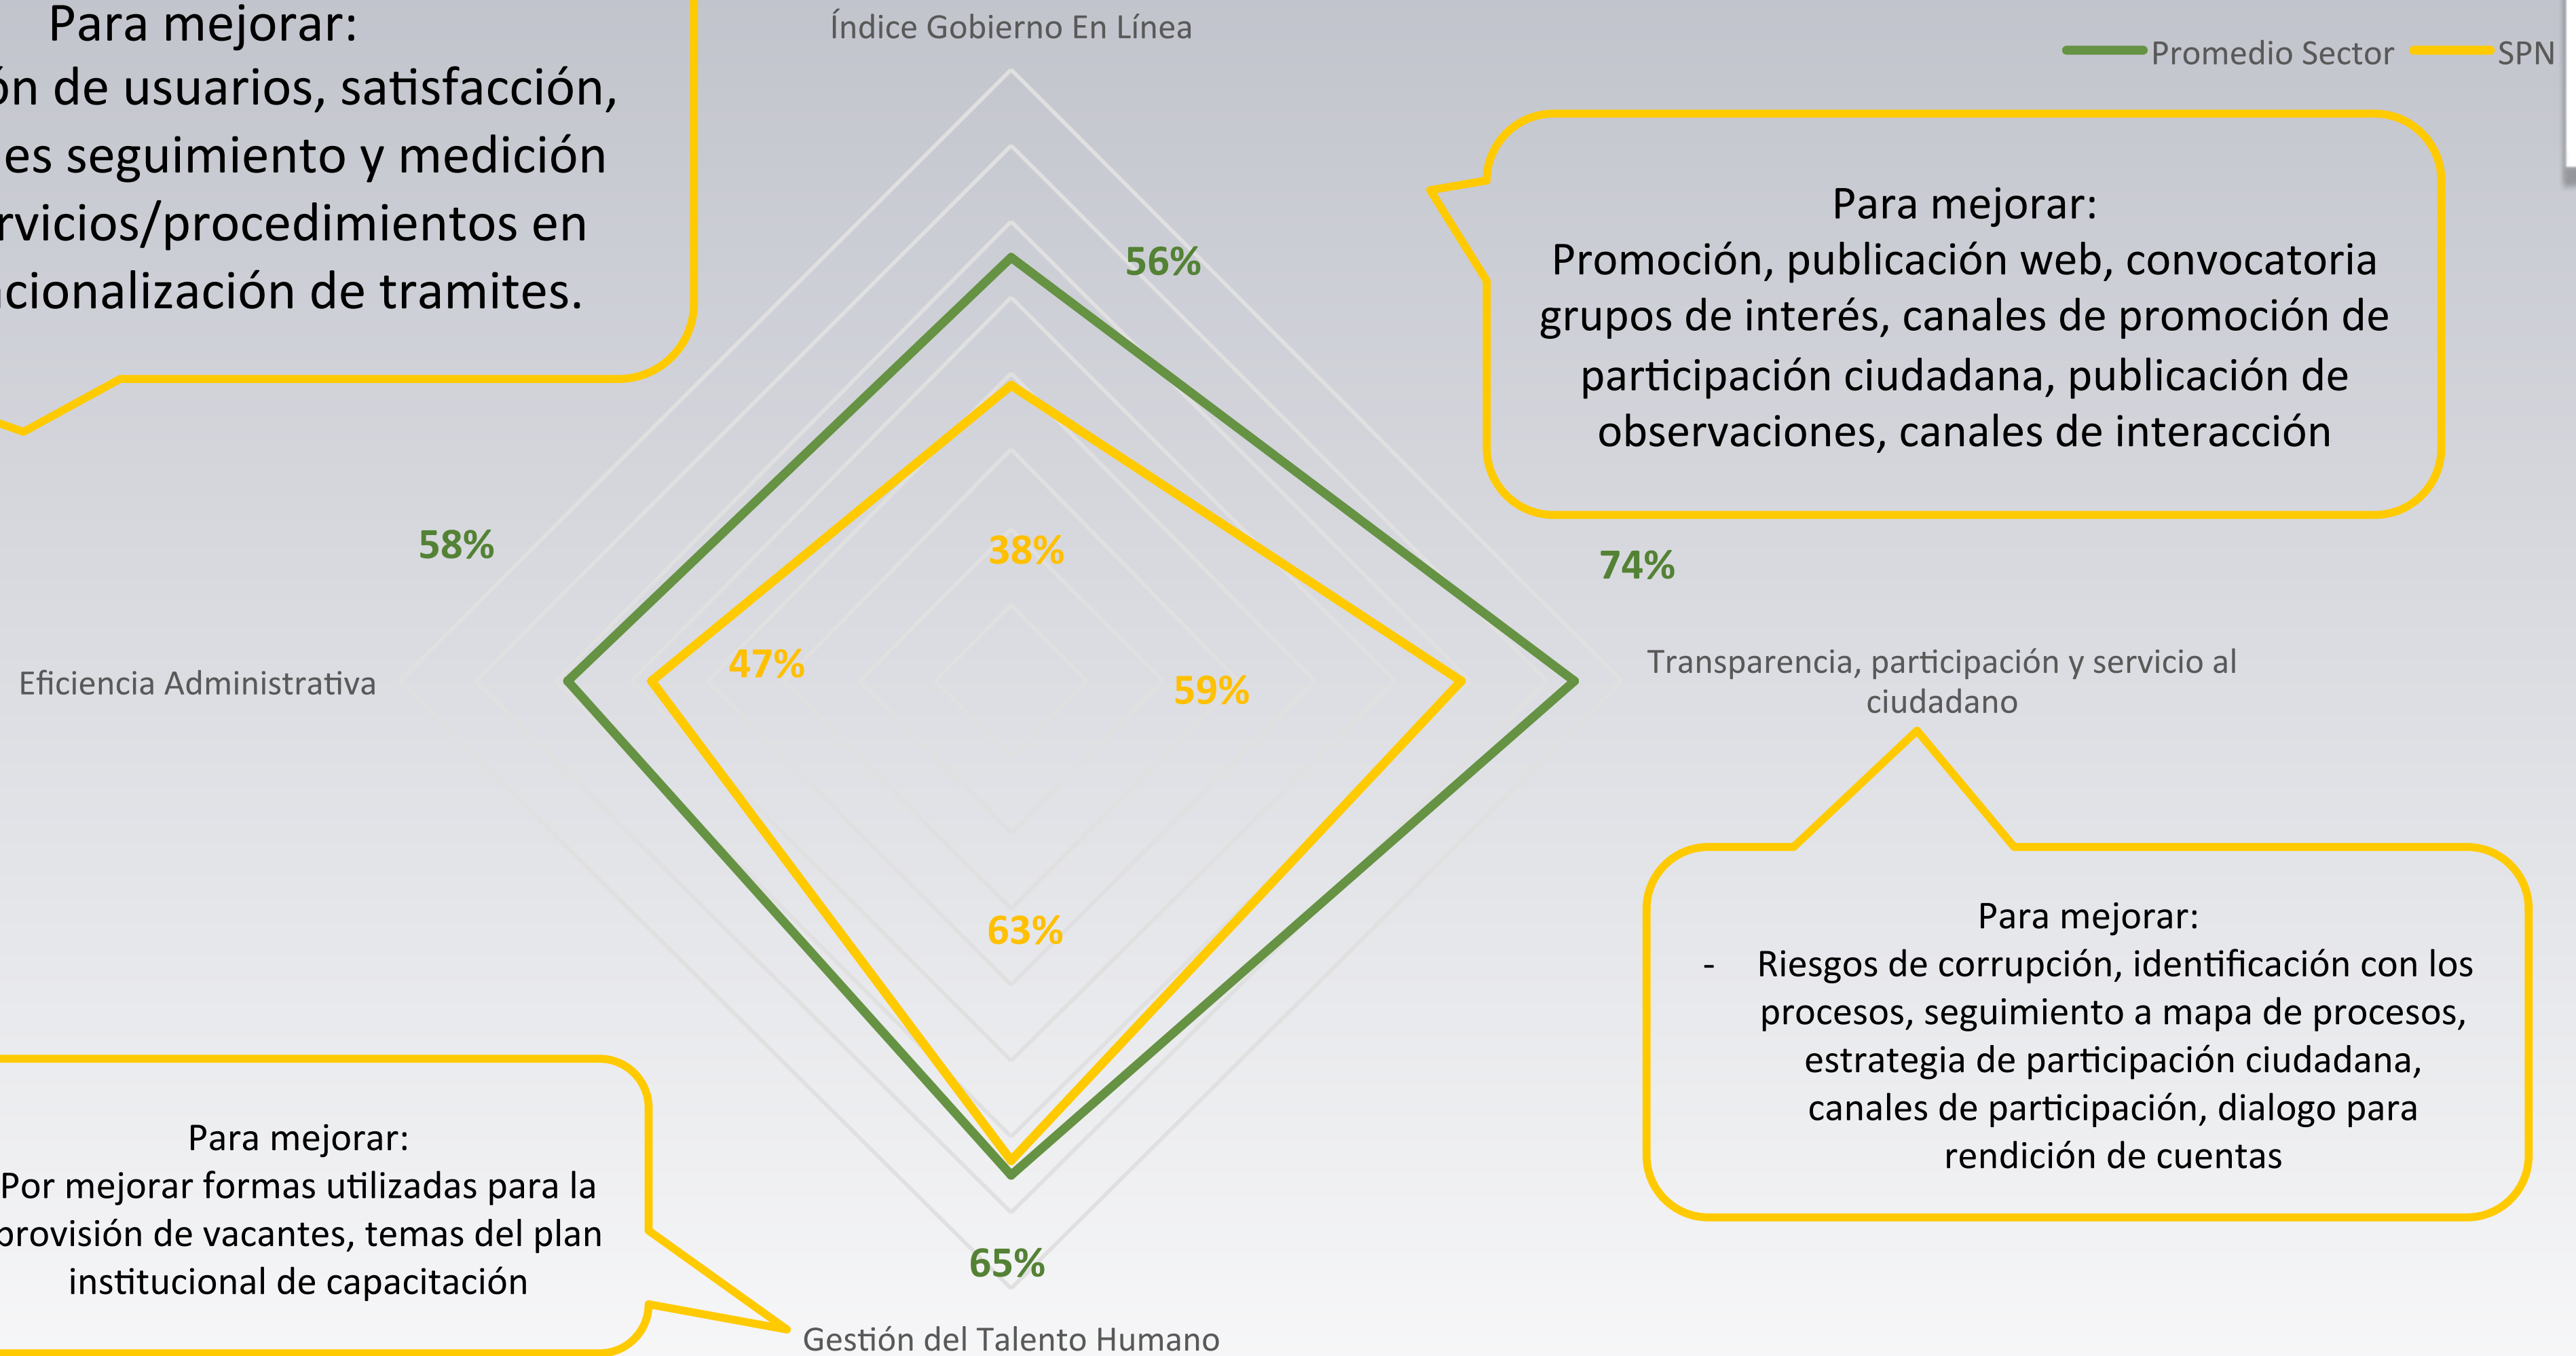 Para mejorar:
de usuarios, satisfacción,
seguimiento y medición
en
de tramites.
Índice Gobierno En Línea
Promedio Sector
SPN
Para mejorar:
Promoción, publicación web, convocatoria
grupos de interés, canales de promoción de
participación ciudadana, publicación de
observaciones, canales de interacción
56%
58%
38%
74%
47%
59%
Eficiencia Administrativa
Transparencia, participación y servicio al
ciudadano
63%
65%
Gestión del Talento Humano
Para mejorar:
- Riesgos de corrupción, identificación con los
procesos, seguimiento a mapa de procesos,
estrategia de participación ciudadana,
canales de participación, dialogo para
rendición de cuentas
Para mejorar:
Por mejorar formas utilizadas para la
provisión de vacantes, temas del plan
institucional de capacitación